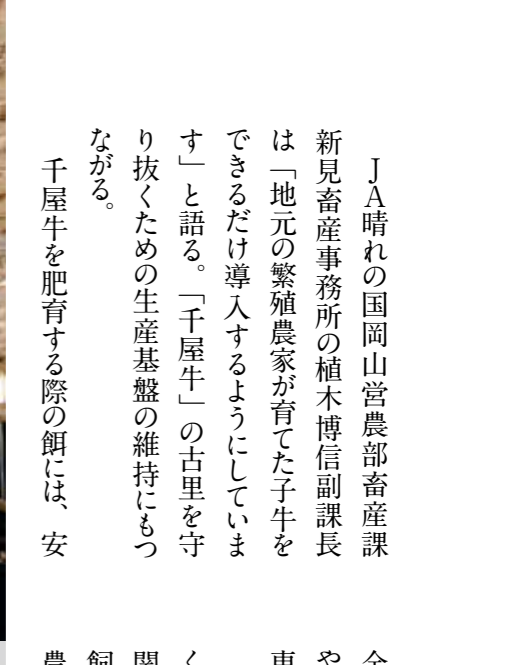 JA晴れの国岡山営農部畜産課
新見畜産事務所の植木博信副課長
は「地元の繁殖農家が育てた子牛を
できるだけ導入するようにしていま
す」と語る。「千屋牛」の古里を守
り抜くための生産基盤の維持にもつ
ながる。
千屋牛を肥育する際の餌には、安
や
く